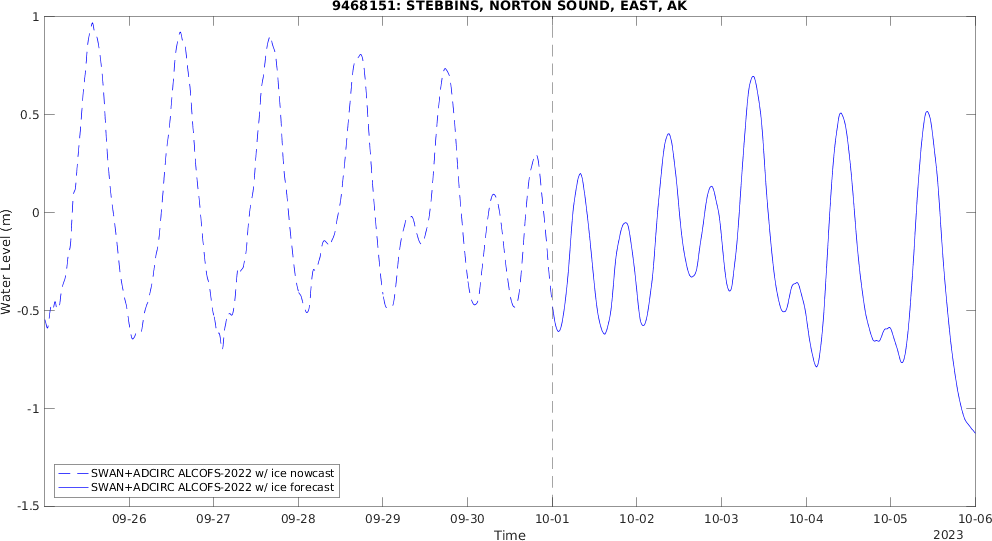 9468151: STEBBINS, NORTON SOUND, EAST, AK
1
0.5
0
-0.5
-1
-1.5
Water Level (m)
SWAN+ADCIRC ALCOFS-2022 w/ ice nowcast
SWAN+ADCIRC ALCOFS-2022 w/ ice forecast
09-26 09-27 09-28 09-29 09-30 10-01 10-02 10-03 10-04 10-05 10-06
Time
2023